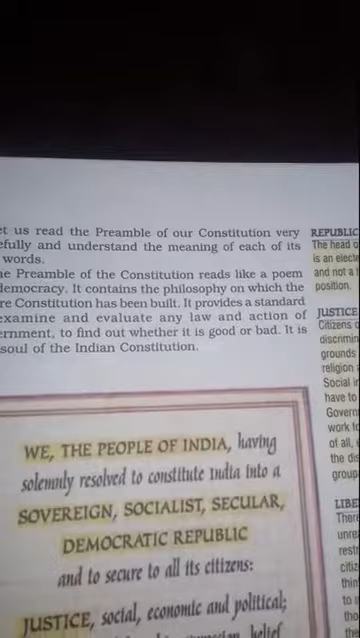 et us read the Preamble of our Constitution very
efully and understand the meaning of each of its
words.
he Preamble of the Constitution reads like a poem
democracy. It contains the philosophy on which the
re Constitution has been built. It provides a standard
examine and evaluate any law and action of
ernment, to find out whether it is good or bad. It is
soul of the Indian Constitution.
WE, THE PEOPLE OF INDIA, having
solemnly resolved to constitute India into a
SOVEREIGN, SOCIALIST, SECULAR,
DEMOCRATIC REPUBLIC
and to secure to all its citizens:
JUSTICE, social, economic and political;
belief
REPUBLIC
The head o
is an electe
and not a
position.
JUSTICE
Citizens c
discrimin
grounds
religion
Social in
have to
Govern
work fo
of all,
the dis
group
LIBE
There
unre
restr
citiz
thin
to
the